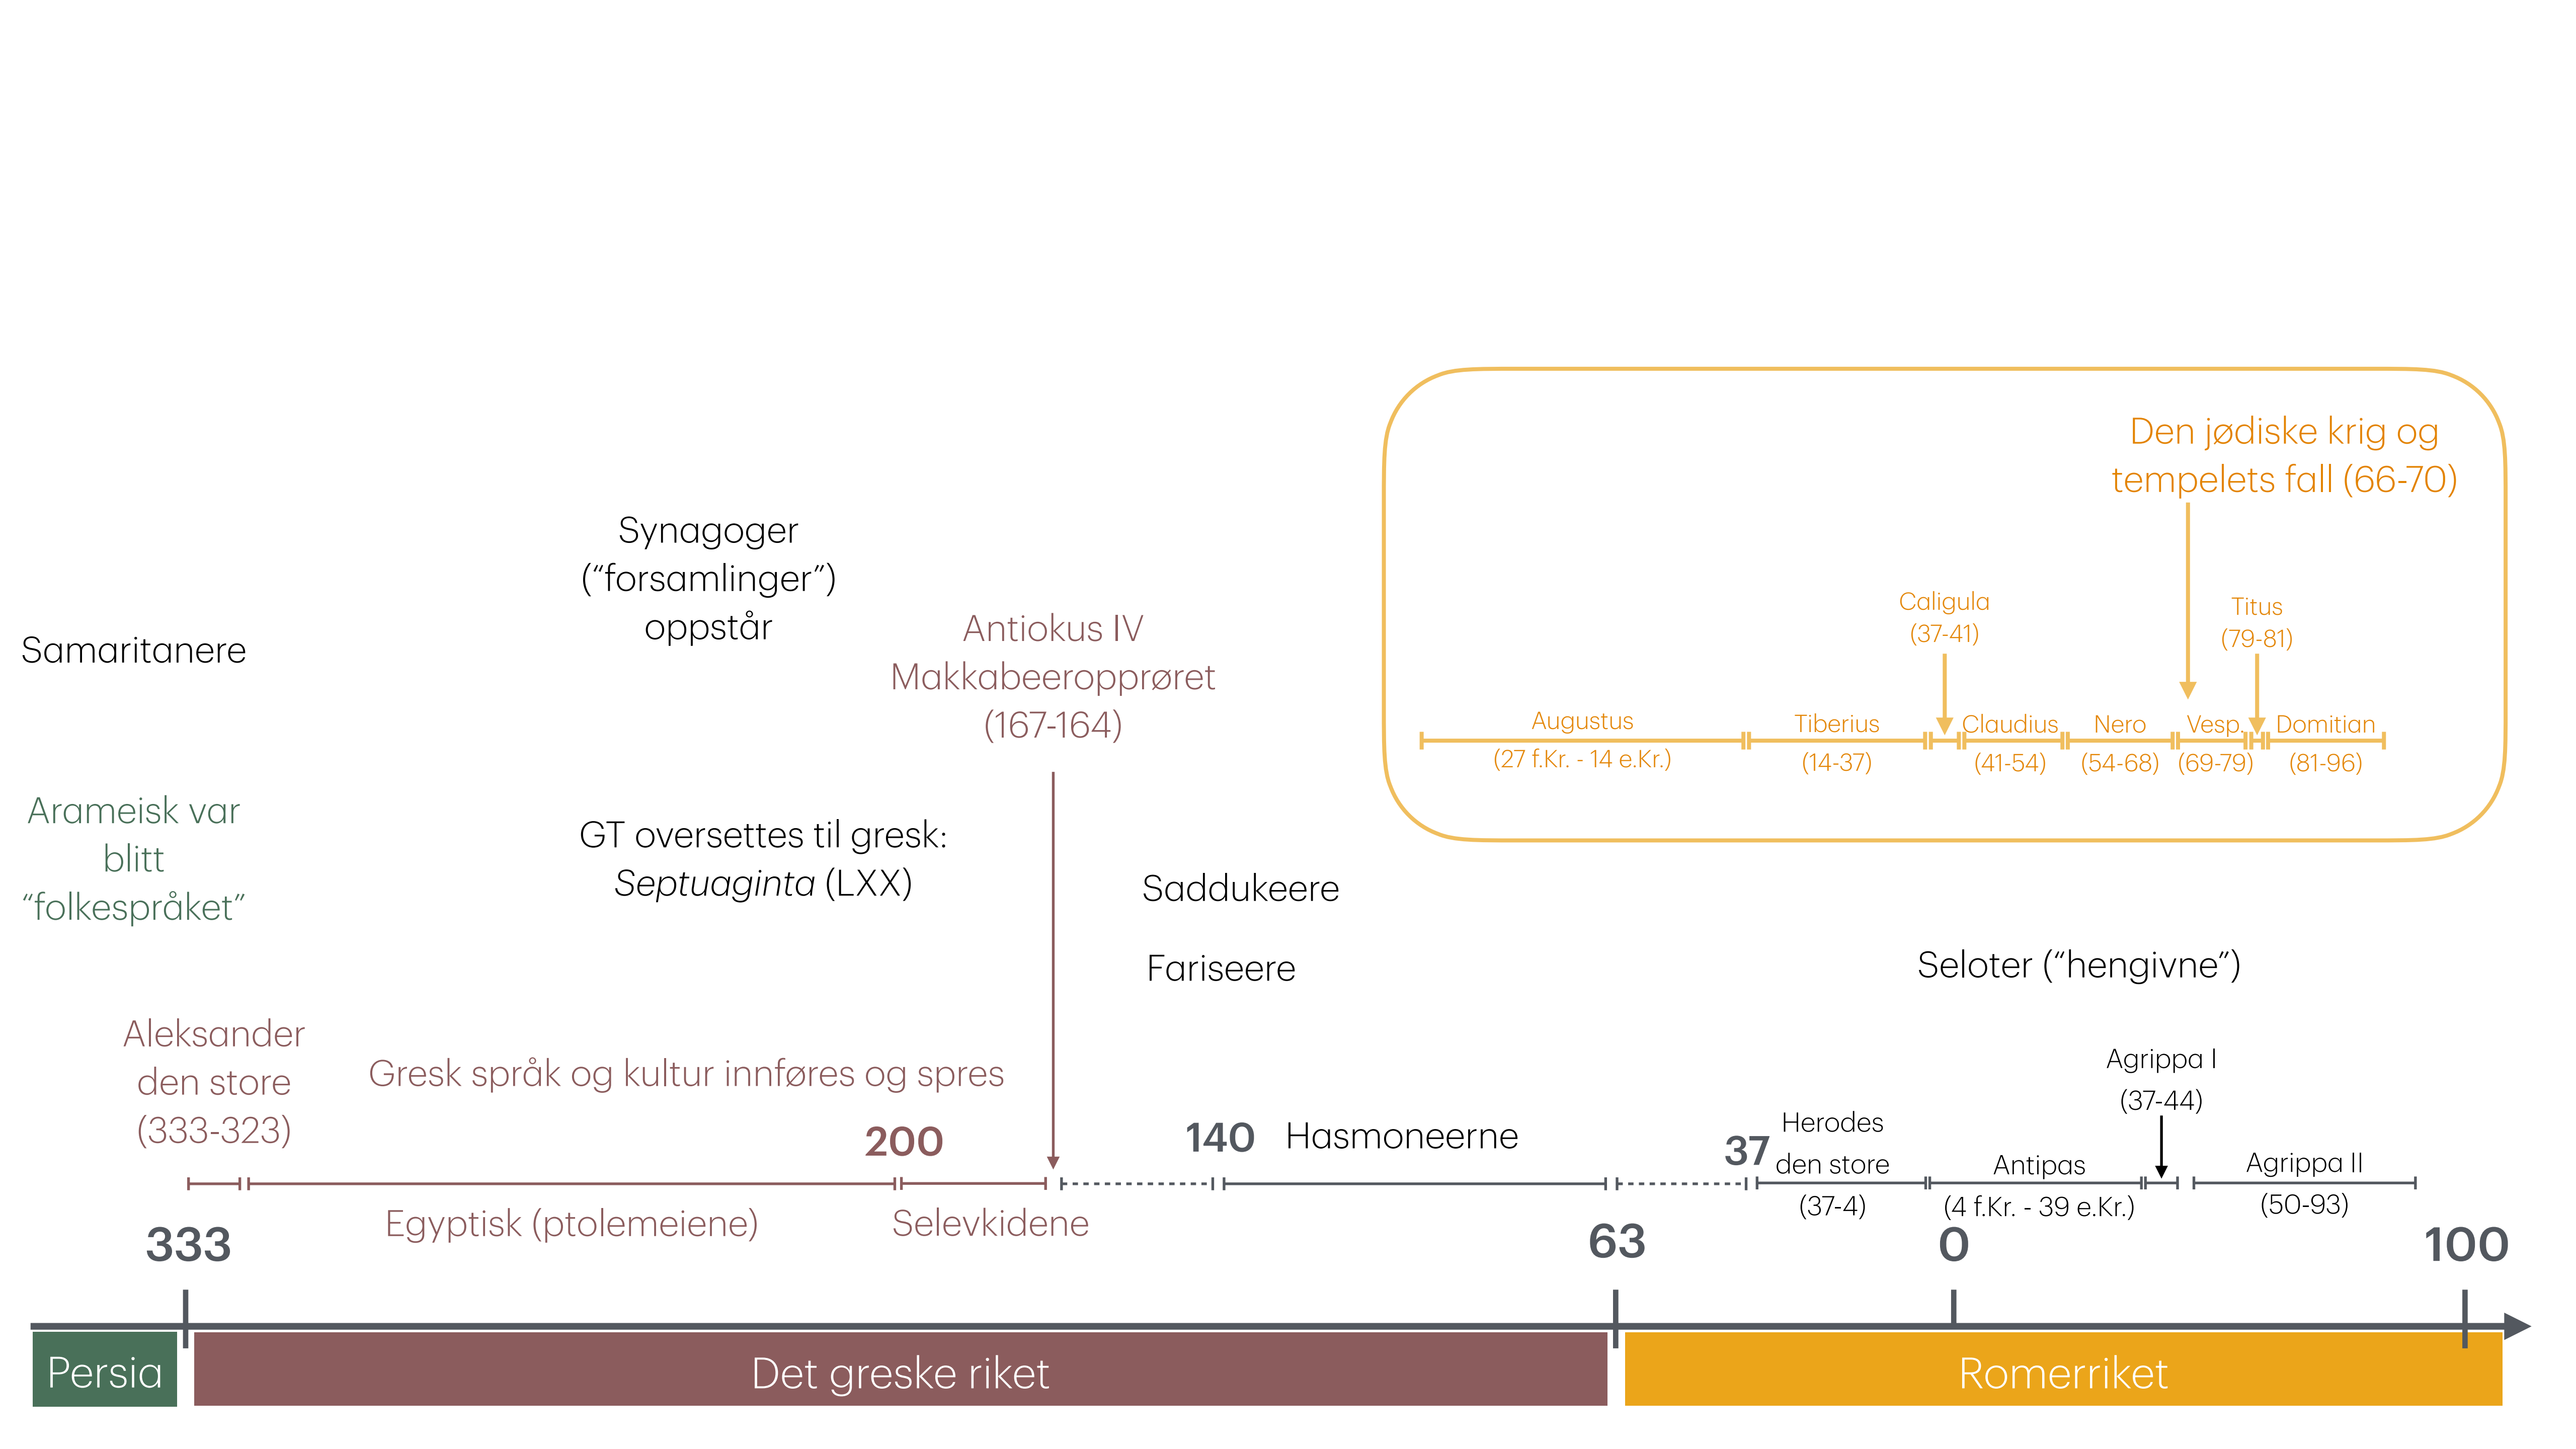 Den jødiske krig og
tempelets fall (66-70)
Synagoger
(“forsamlinger”)
oppstår
Caligula
(37-41)
Titus
(79-81)
Samaritanere
Antiokus IV
Makkabeeropprøret
(167-164)
Augustus
(27 f.Kr. - 14 e.Kr.)
Tiberius
(14-37)
Claudius
(41-54)
Nero
(54-68)
Vesp.
(69-79)
Domitian
(81-96)
Arameisk var
blitt
“folkespråket”
GT oversettes til gresk:
Septuaginta (LXX)
Saddukeere
Fariseere
Seloter (“hengivne”)
Aleksander
den store
(333-323)
Gresk språk og kultur innføres og spres
200
140
Hasmoneerne
37
Herodes
den store
(37-4)
Antipas
(4 f.Kr. - 39 e.Kr.)
Agrippa I
(37-44)
Agrippa II
(50-93)
Egyptisk (ptolemeiene)
Selevkidene
333
63
0
100
Persia
Det greske riket
Romerriket